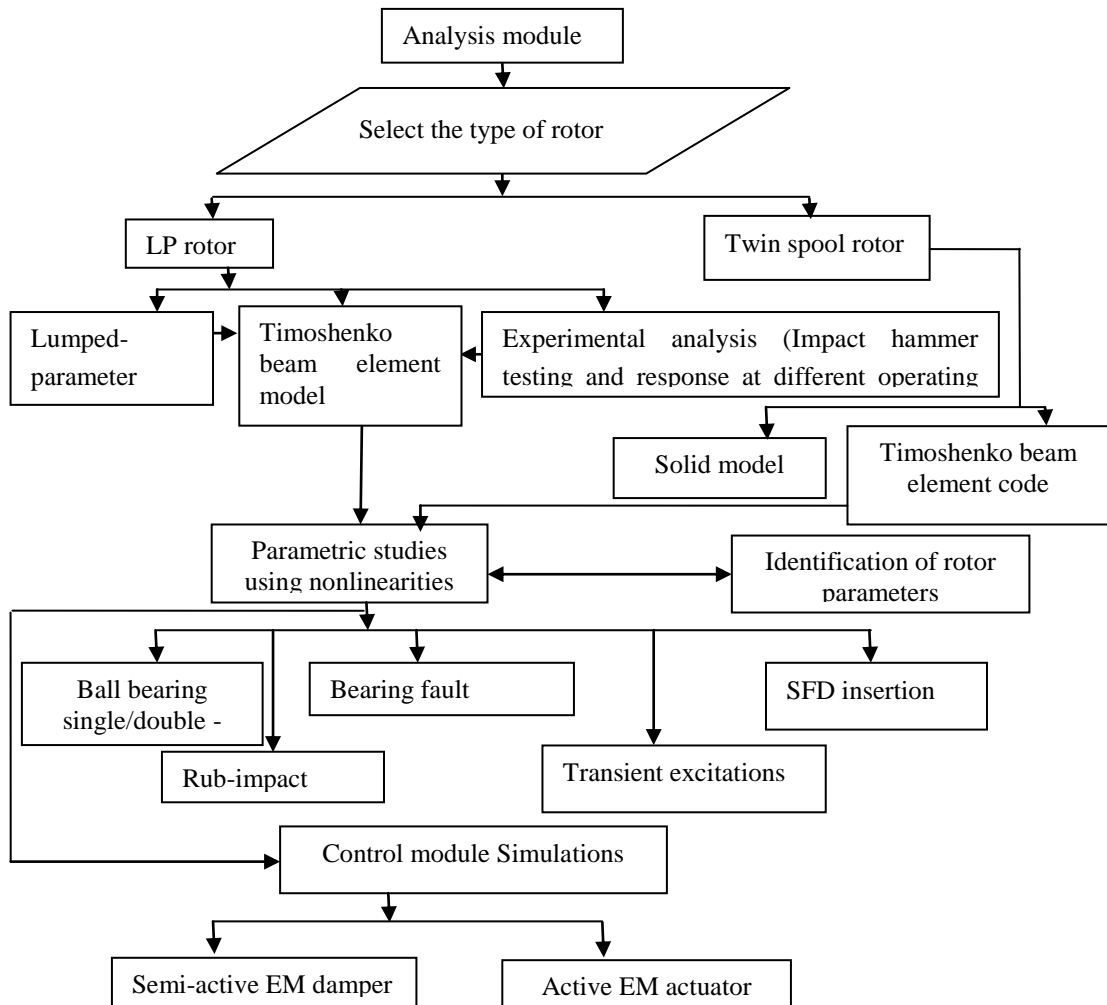 Analysis module
Select the type of rotor
LP rotor
Twin spool rotor
Lumped-
parameter
Timoshenko
beam element
model
Experimental analysis (Impact hammer
testing and response at different operating
Solid model
Timoshenko beam
element code
Parametric studies
using nonlinearities
Identification of rotor
parameters
Ball bearing
single/double -
Bearing fault
SFD insertion
Rub-impact
Transient excitations
Control module Simulations
Semi-active EM damper
Active EM actuator